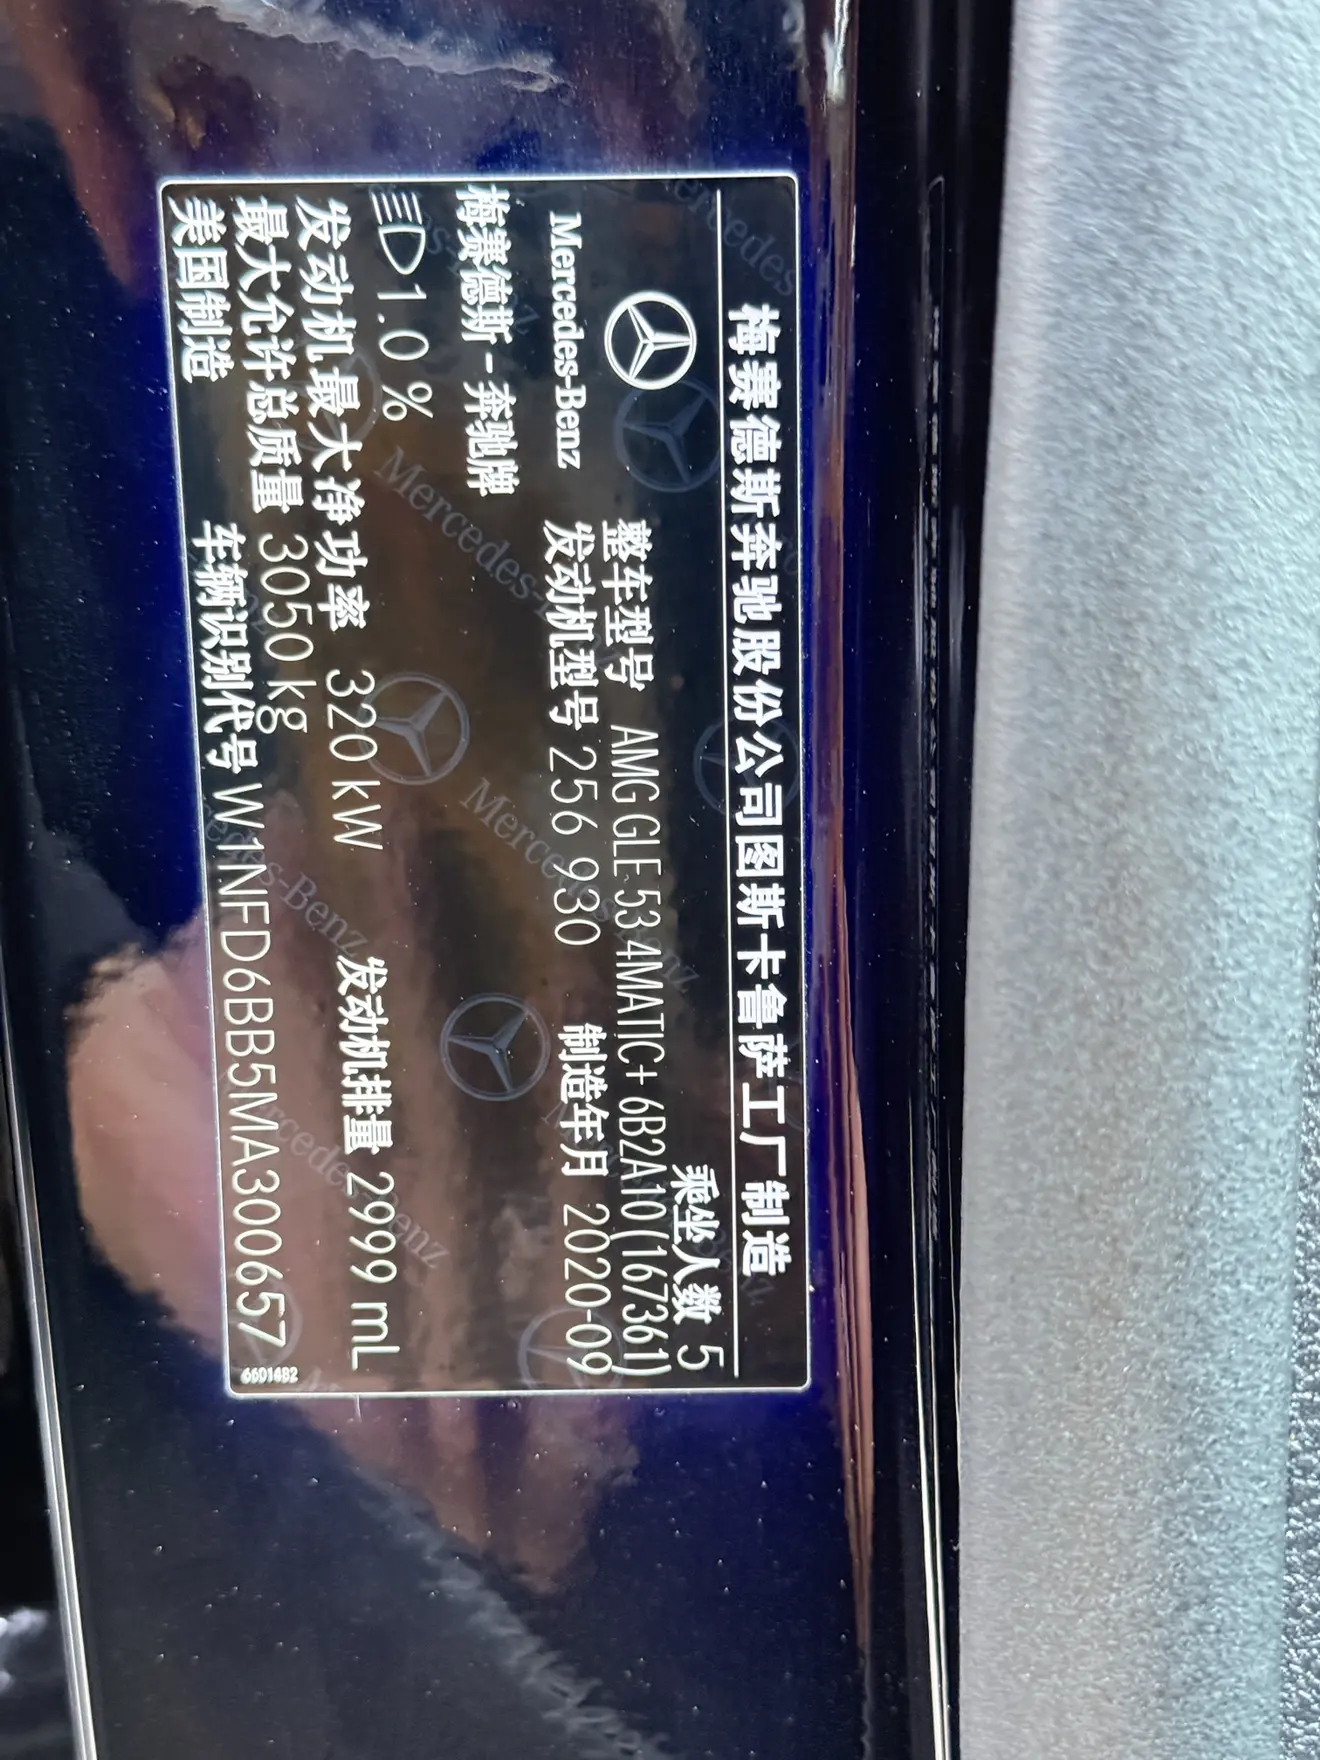 梅赛德斯奔驰股份公司图斯卡鲁萨工厂制造
乘坐人数 5
整车型号 AMG GLE 53 4MATIC+ 6B2A10(167361)
Mercedes-Benz 发动机型号 256 930 制造年月 2020-09
梅赛德斯-奔驰牌
1.0 %
发动机最大净功率 320 kW 发动机排量 2999 mL
最大允许总质量 3050 kg
美国制造 车辆识别代号 W1NFD6BB5MA300657